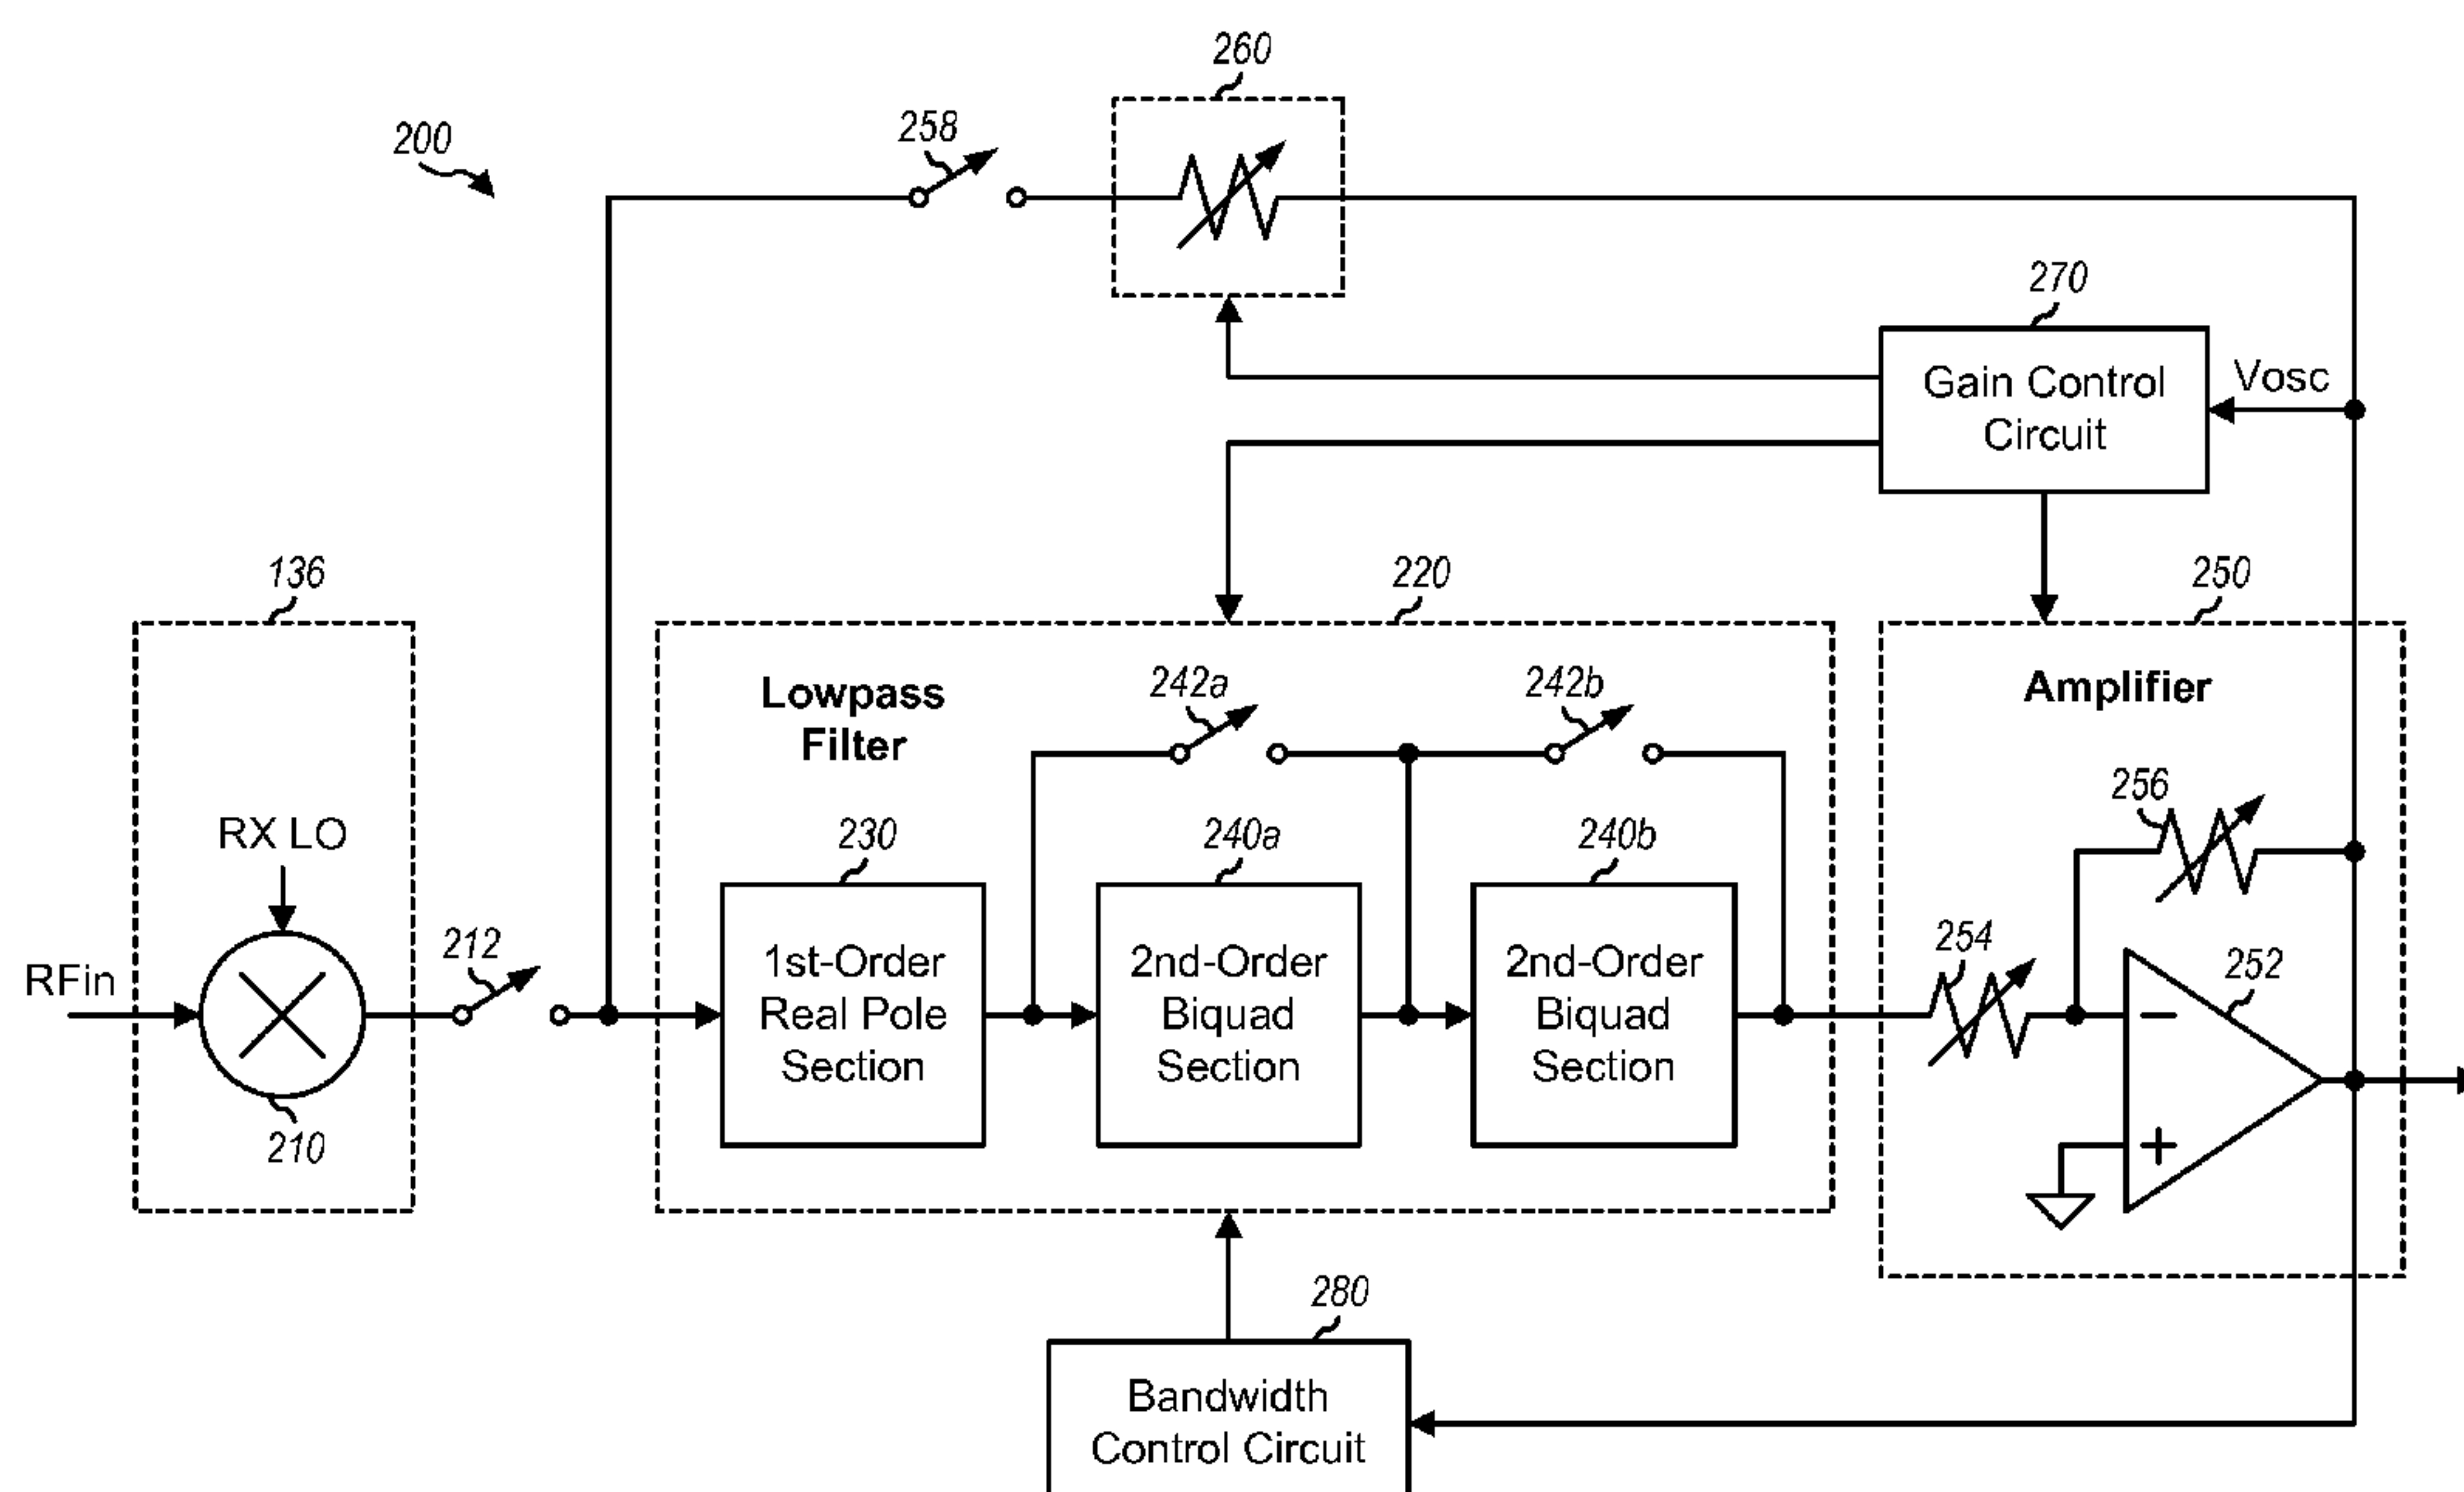 260
258
200
270
Gain Control
Circuit
Vosc
136
220
250
Lowpass
Filter
242a
242b
Amplifier
256
RX LO
230
240a
240b
254
252
212
RFin
1st-Order
Real Pole
Section
2nd-Order
Biquad
Section
2nd-Order
Biquad
Section
−
+
210
280
Bandwidth
Control Circuit